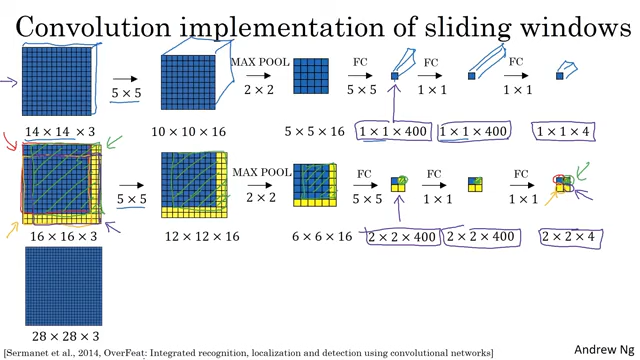 Convolution implementation of sliding windows
MAX POOL FC FC FC
5 × 5 2 × 2 5 × 5 1 × 1 1 × 1
14 × 14 × 3 10 × 10 × 16 5 × 5 × 16 1 × 1 × 400 1 × 1 × 400 1 × 1 × 4
MAX POOL FC FC FC
5 × 5 2 × 2 5 × 5 1 × 1 1 × 1
16 × 16 × 3 12 × 12 × 16 6 × 6 × 16 2 × 2 × 400 2 × 2 × 400 2 × 2 × 4
28 × 28 × 3
[Sermanet et al., 2014, OverFeat: Integrated recognition, localization and detection using convolutional networks] Andrew Ng